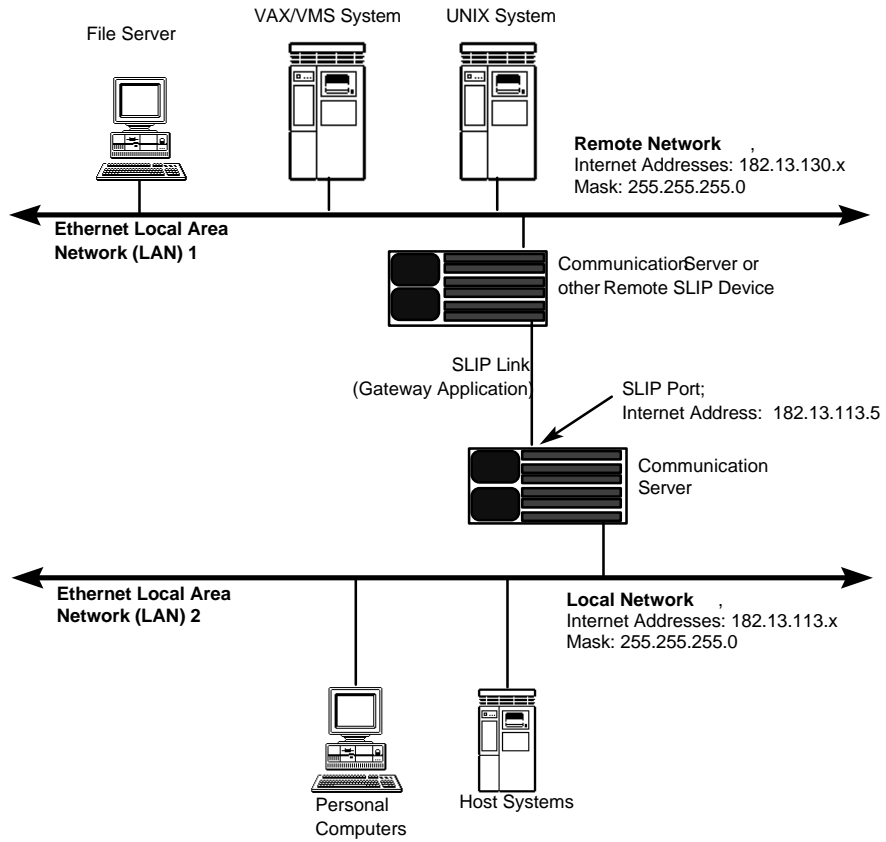 VAX/VMS System
UNIX System
File Server
Remote Network ,
Internet Addresses: 182.13.130.x
Mask: 255.255.255.0
Ethernet Local Area
Network (LAN) 1
CommunicationServer or
other Remote SLIP Device
SLIP Link
(Gateway Application)
SLIP Port;
Internet Address: 182.13.113.5
Communication
Server
Ethernet Local Area
Network (LAN) 2
Local Network ,
Internet Addresses: 182.13.113.x
Mask: 255.255.255.0
Personal
Computers
Host Systems